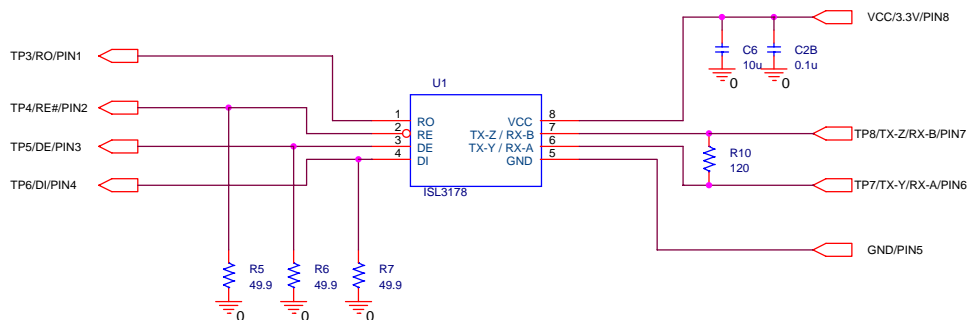 VCC/3.3V/PIN8
TP3/RO/PIN1
C6
10u
C2B
0.1u
0
0
U1
TP4/RE#/PIN2
1
RO
VCC
8
2
RE
TX-Z / RX-B
7
TP8/TX-Z/RX-B/PIN7
TP5/DE/PIN3
3
DE
TX-Y / RX-A
6
4
DI
GND
5
R10
120
TP6/DI/PIN4
TP7/TX-Y/RX-A/PIN6
ISL3178
GND/PIN5
R5
49.9
R6
49.9
R7
49.9
0
0
0